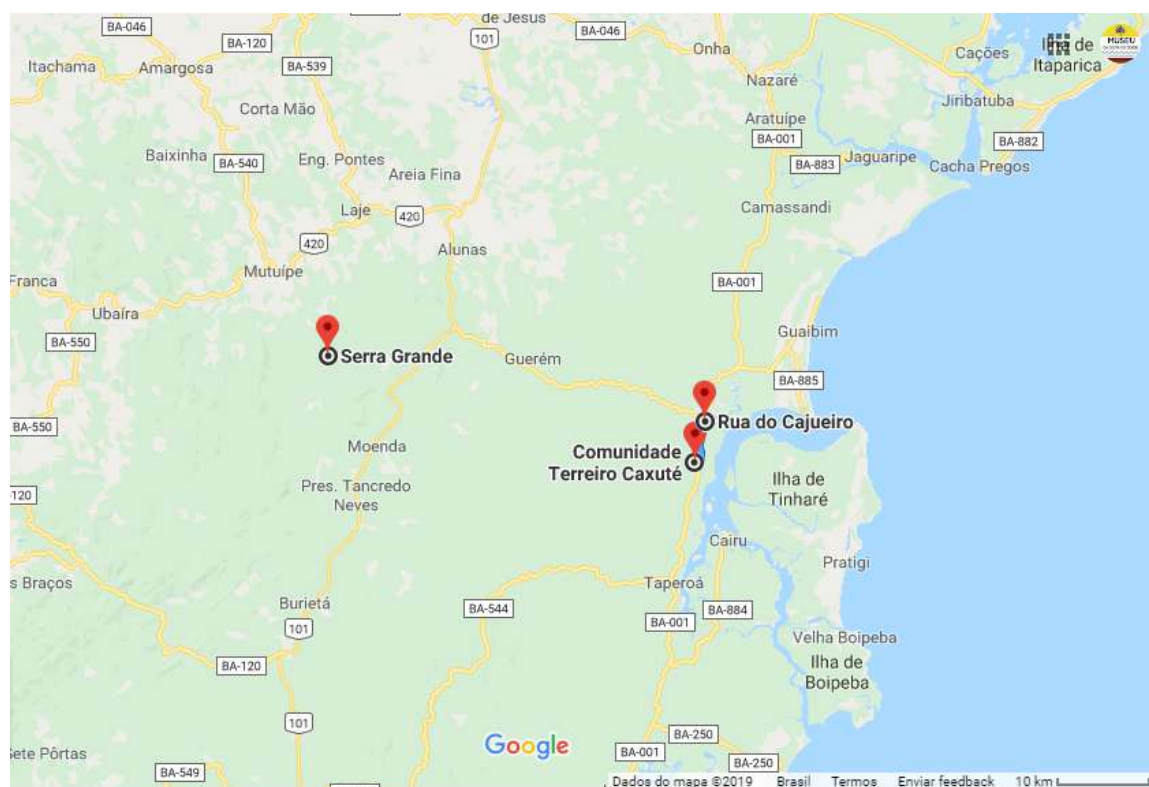 BA-046
BA-120
101
de Jesus
BA-046
Onha
Cações
Ilha de
Itaparica
MUSEU
Itachama
Amargosa
BA-539
Nazaré
Jiribatuba
Corta Mão
Aratuípe
BA-001
BA-882
Baixinha
BA-540
Eng. Pontes
Areia Fina
BA-883
Jaguaripe
Cacha Pregos
Laje
420
Camassandi
420
Alunas
Mutuípe
Franca
BA-001
Ubaíra
BA-550
Serra Grande
Guerém
Guaibim
BA-885
BA-550
Rua do Cajueiro
Moenda
Comunidade
Terreiro Caxuté
Pres. Tancredo
Neves
Ilha de
Tinharé
120
Cairu
Pratigi
s Braços
Taperoá
Burietá
BA-544
BA-884
101
BA-001
Velha Boipeba
BA-120
Ilha de
Boipeba
101
Google
BA-250
ete Pôrtas
BA-001
BA-549
BA-250
Dados do mapa ©2019 Brasil Termos Enviar feedback 10 km